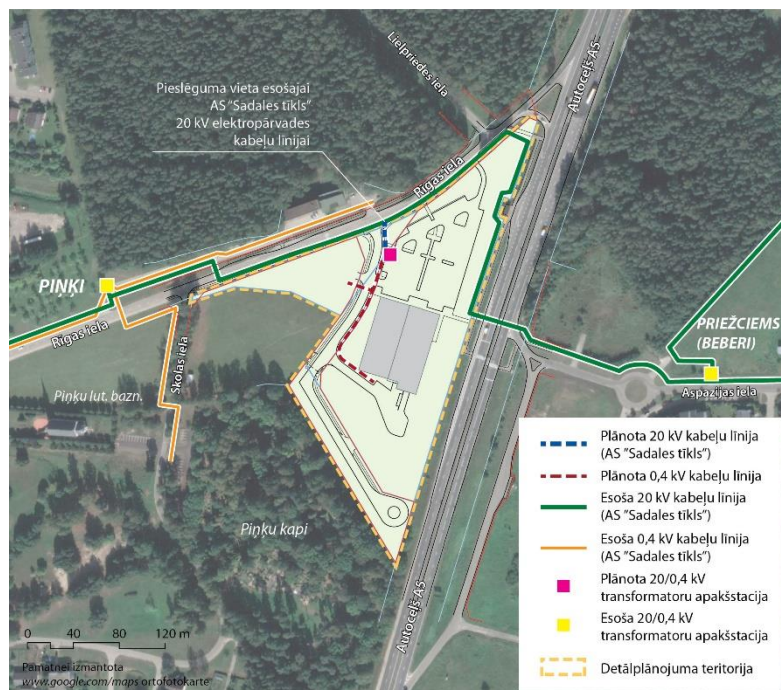 Pieslēguma vieta esošajai
AS "Sadales tīkls"
20 kV elektropārvades
kabeļu līnijai
Lielpriedes iela
Autoceļš A5
Rīgas iela
PIŅĶI
Rīgas iela
Skolas iela
Piņķu lut. bazn.
PRIEŽCIEMS
(BEBERI)
Aspazijas iela
Piņķu kapi
Autoceļš A5
0 40 80 120 m
Pamatnei izmantota
www.google.com/maps ortofotokarte
Plānota 20 kV kabeļu līnija
(AS "Sadales tīkls")
Plānota 0,4 kV kabeļu līnija
Esoša 20 kV kabeļu līnija
(AS "Sadales tīkls")
Esoša 0,4 kV kabeļu līnija
(AS "Sadales tīkls")
Plānota 20/0,4 kV
transformatoru apakšstacija
Esoša 20/0,4 kV
transformatoru apakšstacija
Detālplānojuma teritorija